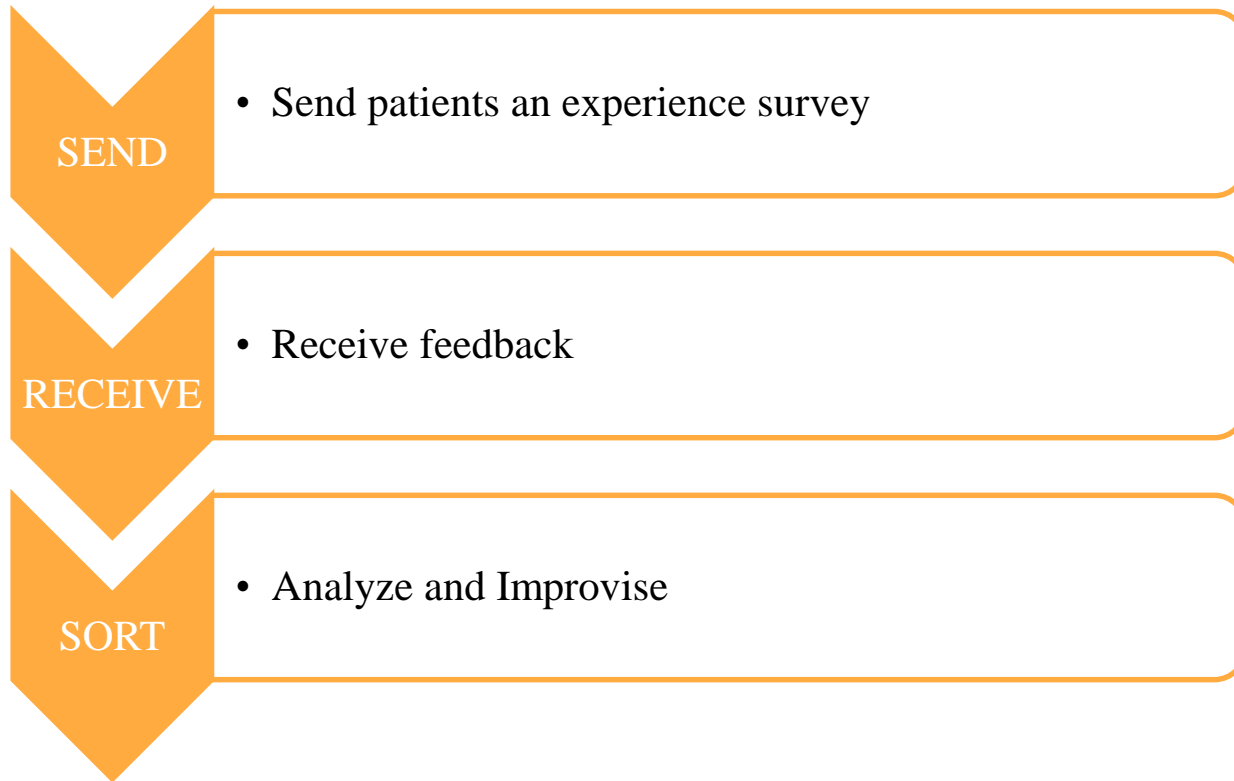 SEND
• Send patients an experience survey
RECEIVE
• Receive feedback
SORT
• Analyze and Improvise